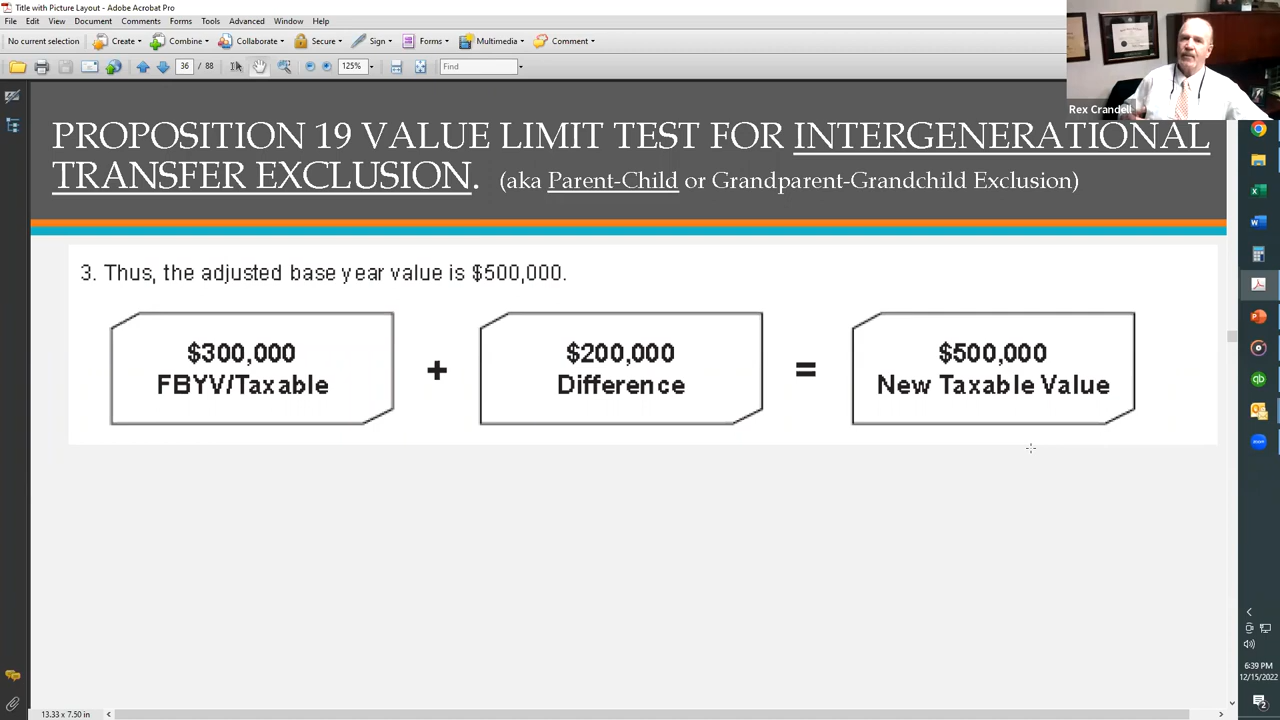 Title with Picture Layout - Adobe Acrobat Pro
File Edit View Document Comments Forms Tools Advanced Window Help
No current selection Create Combine Collaborate Secure Sign Forms Multimedia Comment
36 / 88 125% Find
Rex Crandell
PROPOSITION 19 VALUE LIMIT TEST FOR INTERGENERATIONAL
TRANSFER EXCLUSION. (aka Parent-Child or Grandparent-Grandchild Exclusion)
3. Thus, the adjusted base year value is $500,000.
$300,000
FBYV/Taxable
+
$200,000
Difference
=
$500,000
New Taxable Value
6:39 PM
12/15/2022
2
13.33 x 7.50 in